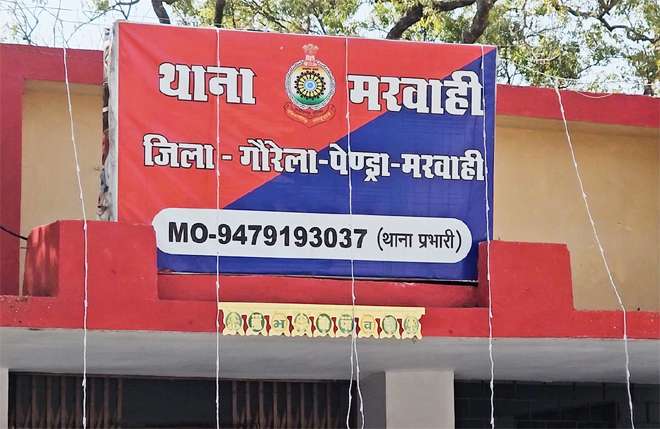 थाना मरवाही
जिला - गौरेला-पेण्ड्रा-मरवाही
MO-9479193037 (थाना प्रभारी)